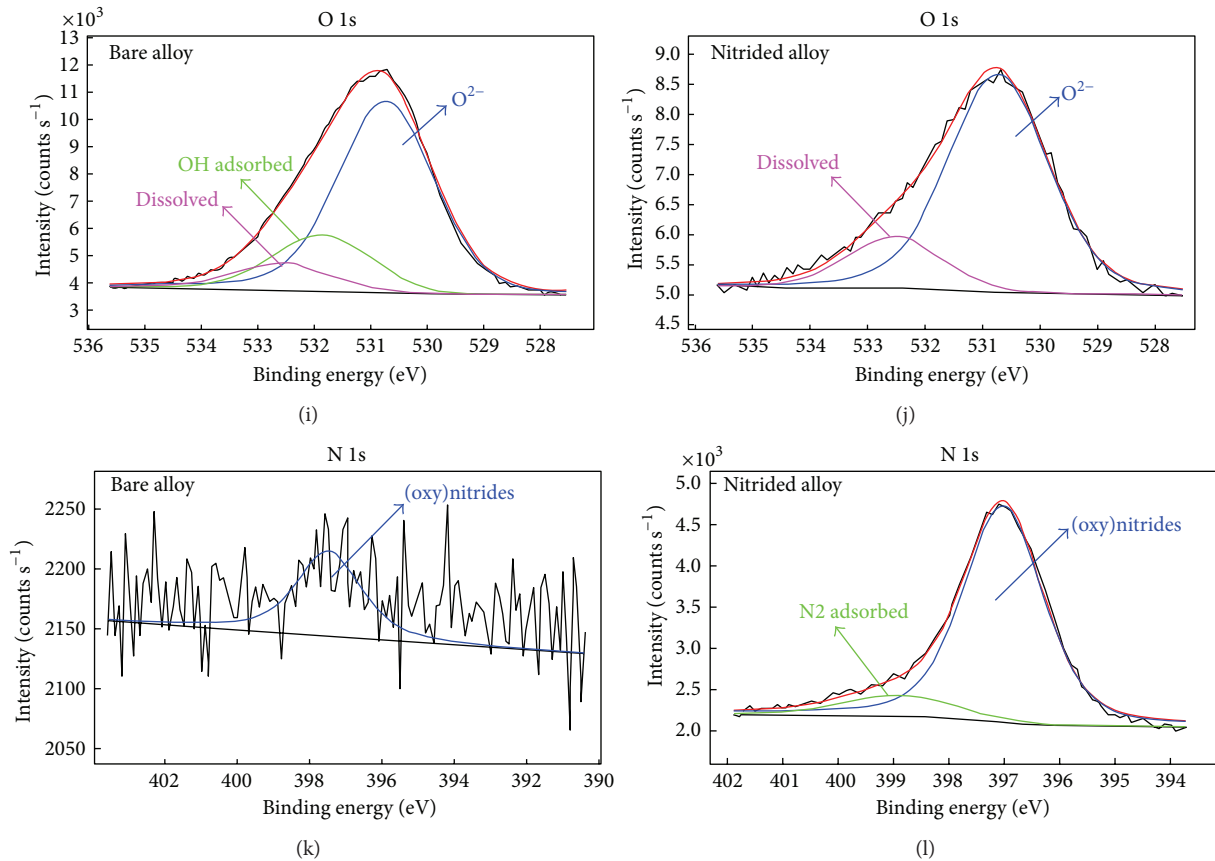 O 1s
×10³
Bare alloy
O²⁻
OH adsorbed
Dissolved
13
12
11
10
9
8
7
6
5
4
3
Intensity (counts s⁻¹)
536 535 534 533 532 531 530 529 528
Binding energy (eV)
(i)
O 1s
×10³
Nitrided alloy
O²⁻
Dissolved
9.0
8.5
8.0
7.5
7.0
6.5
6.0
5.5
5.0
4.5
Intensity (counts s⁻¹)
536 535 534 533 532 531 530 529 528
Binding energy (eV)
(j)
N 1s
Bare alloy
(oxy)nitrides
2250
2200
2150
2100
2050
Intensity (counts s⁻¹)
402 400 398 396 394 392 390
Binding energy (eV)
(k)
N 1s
×10³
Nitrided alloy
(oxy)nitrides
N2 adsorbed
5.0
4.5
4.0
3.5
3.0
2.5
2.0
Intensity (counts s⁻¹)
402 401 400 399 398 397 396 395 394
Binding energy (eV)
(l)